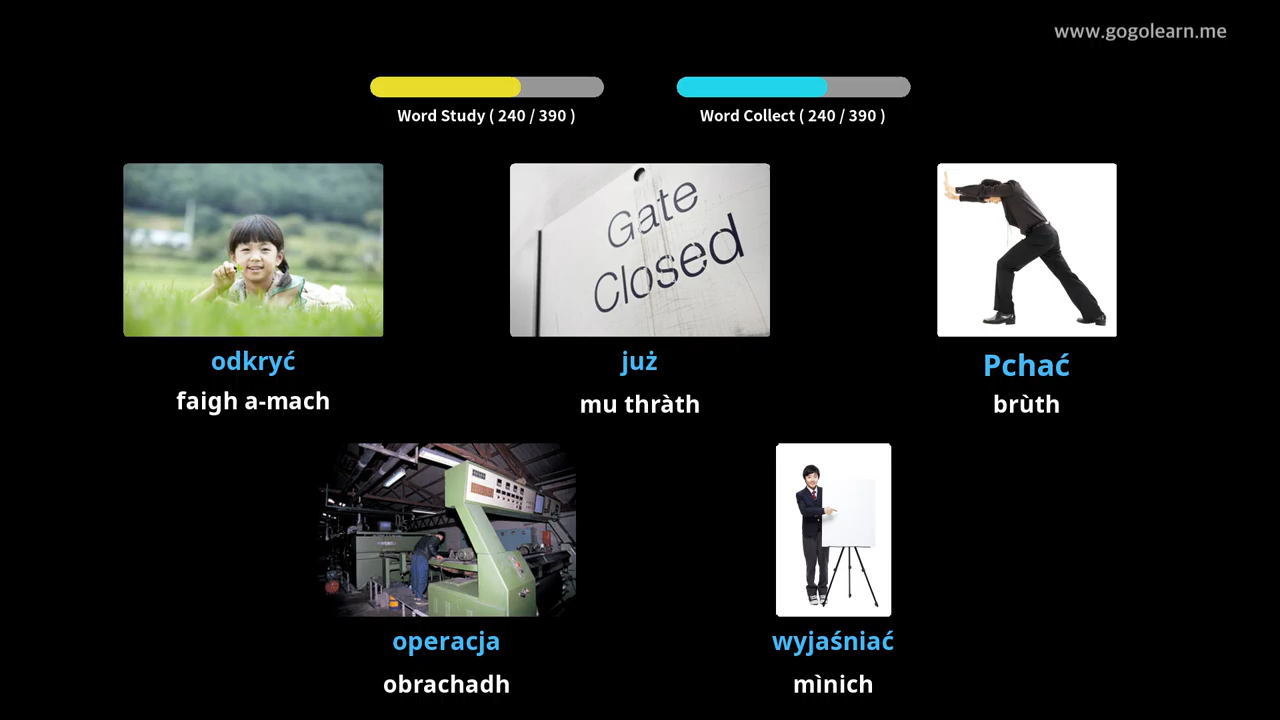 www.gogolearn.me
Word Study ( 240 / 390 )
Word Collect ( 240 / 390 )
Gate
Closed
odkryć
już
Pchać
faigh a-mach
mu thràth
brùth
operacja
wyjaśniać
obrachadh
mìnich